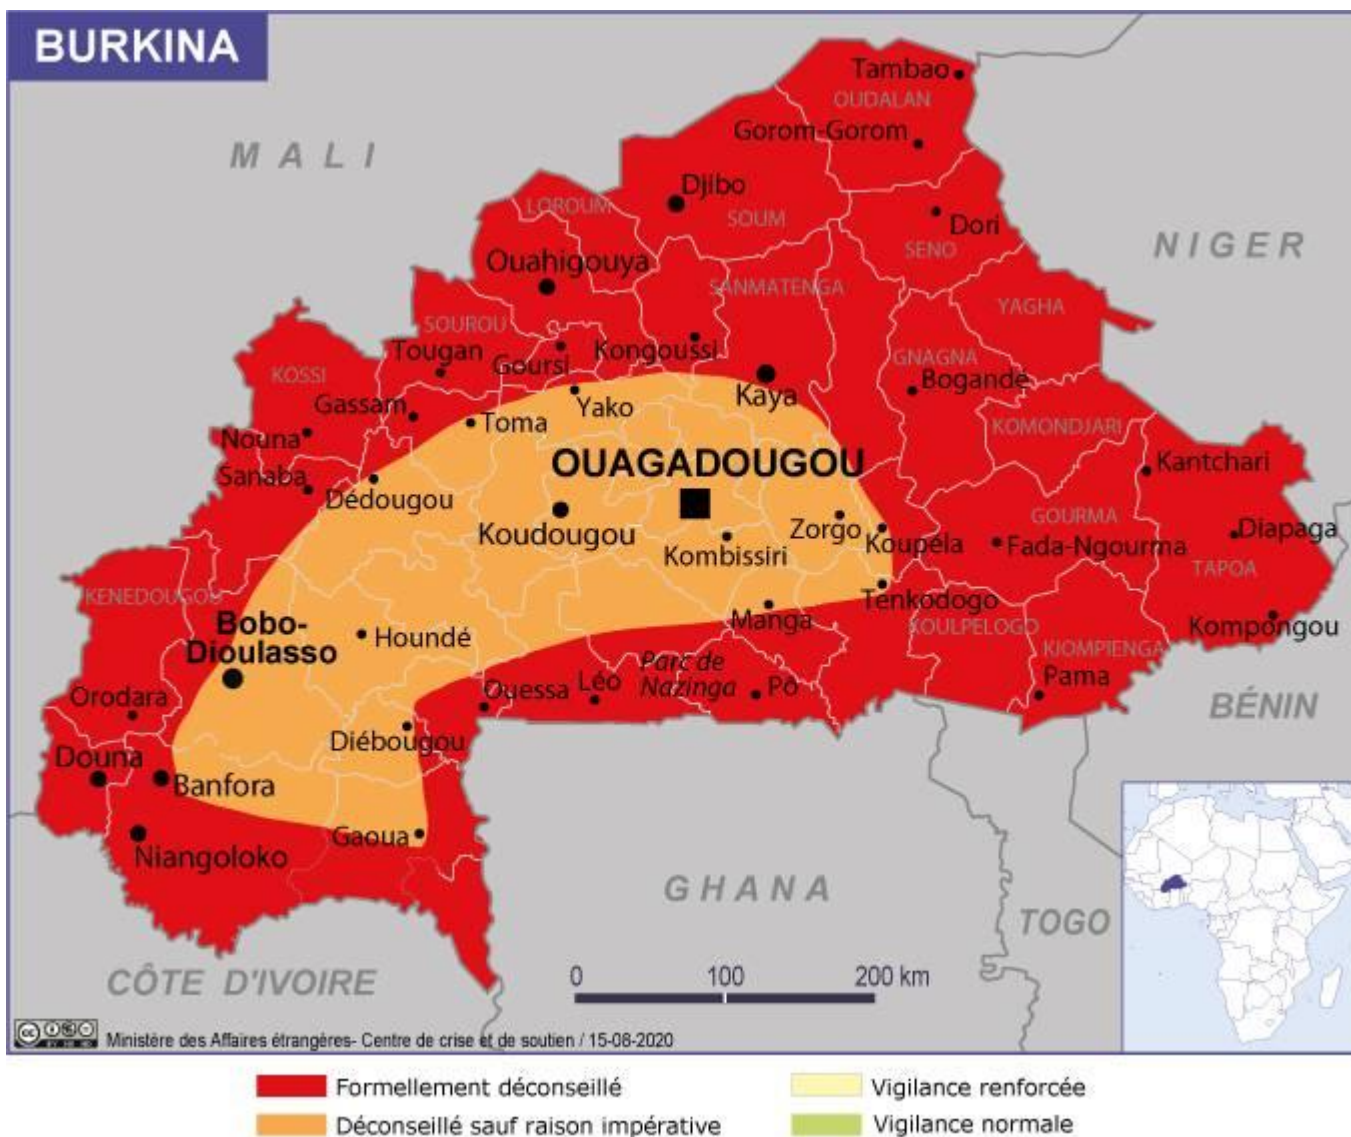 BURKINA
MALI
NIGER
BÉNIN
TOGO
GHANA
CÔTE D'IVOIRE
Tambao
OUDALAN
Gorom-Gorom
Djibo
LOROUM
SOUM
Dori
SENO
Ouahigouya
SANMATENGA
YAGHA
SOUROU
Tougan
Goursi
Kongoussi
KOSSI
GNAGNA
Bogandé
Kaya
Yako
Gassam
Toma
KOMONDJARI
Nouna
Sanaba
Dédougou
OUAGADOUGOU
Kantchari
Koudougou
Kombissiri
Zorgo
Koupéla
GOURMA
Fada-Ngourma
Diapaga
TAPOA
KENEDOUGOU
Tenkodogo
Manga
KOULPELOGO
Kompongou
Bobo-
Dioulasso
Houndé
KIOMPIENGA
Pama
Parc de
Nazinga
Pô
Léo
Ouessa
Orodara
Diébougou
Douna
Banfora
Gaoua
Niangoloko
0 100 200 km
Ministère des Affaires étrangères- Centre de crise et de soutien / 15-08-2020
Formellement déconseillé
Vigilance renforcée
Déconseillé sauf raison impérative
Vigilance normale